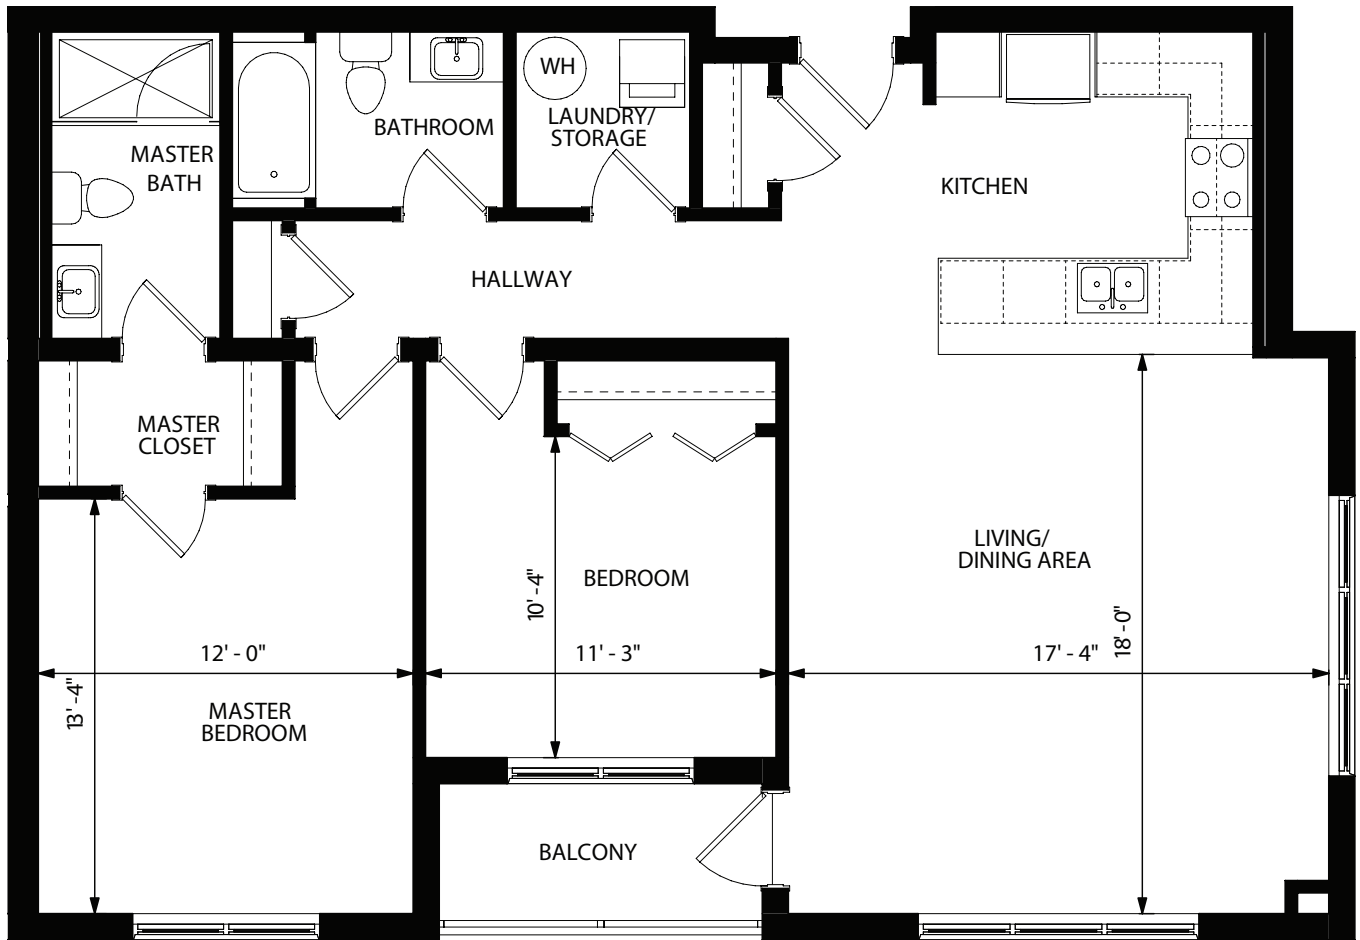 WH
LAUNDRY/
STORAGE
BATHROOM
MASTER
BATH
KITCHEN
HALLWAY
MASTER
CLOSET
LIVING/
DINING AREA
BEDROOM
10' -4"
18' -0"
12' - 0"
11' - 3"
17' - 4"
13' -4"
MASTER
BEDROOM
BALCONY